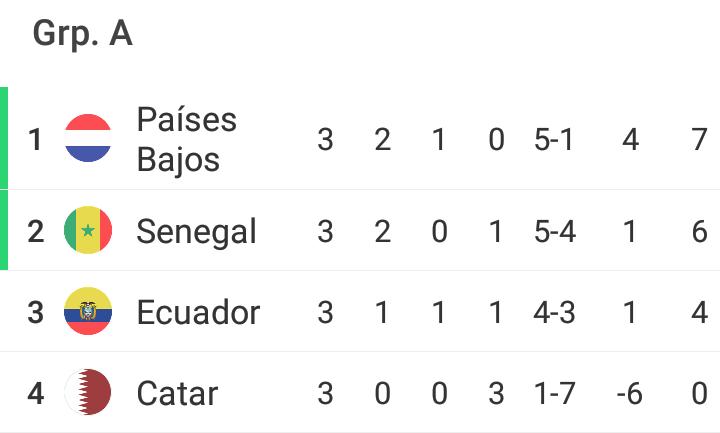 Grp. A
1 Países Bajos 3 2 1 0 5-1 4 7
2 Senegal 3 2 0 1 5-4 1 6
3 Ecuador 3 1 1 1 4-3 1 4
4 Catar 3 0 0 3 1-7 -6 0